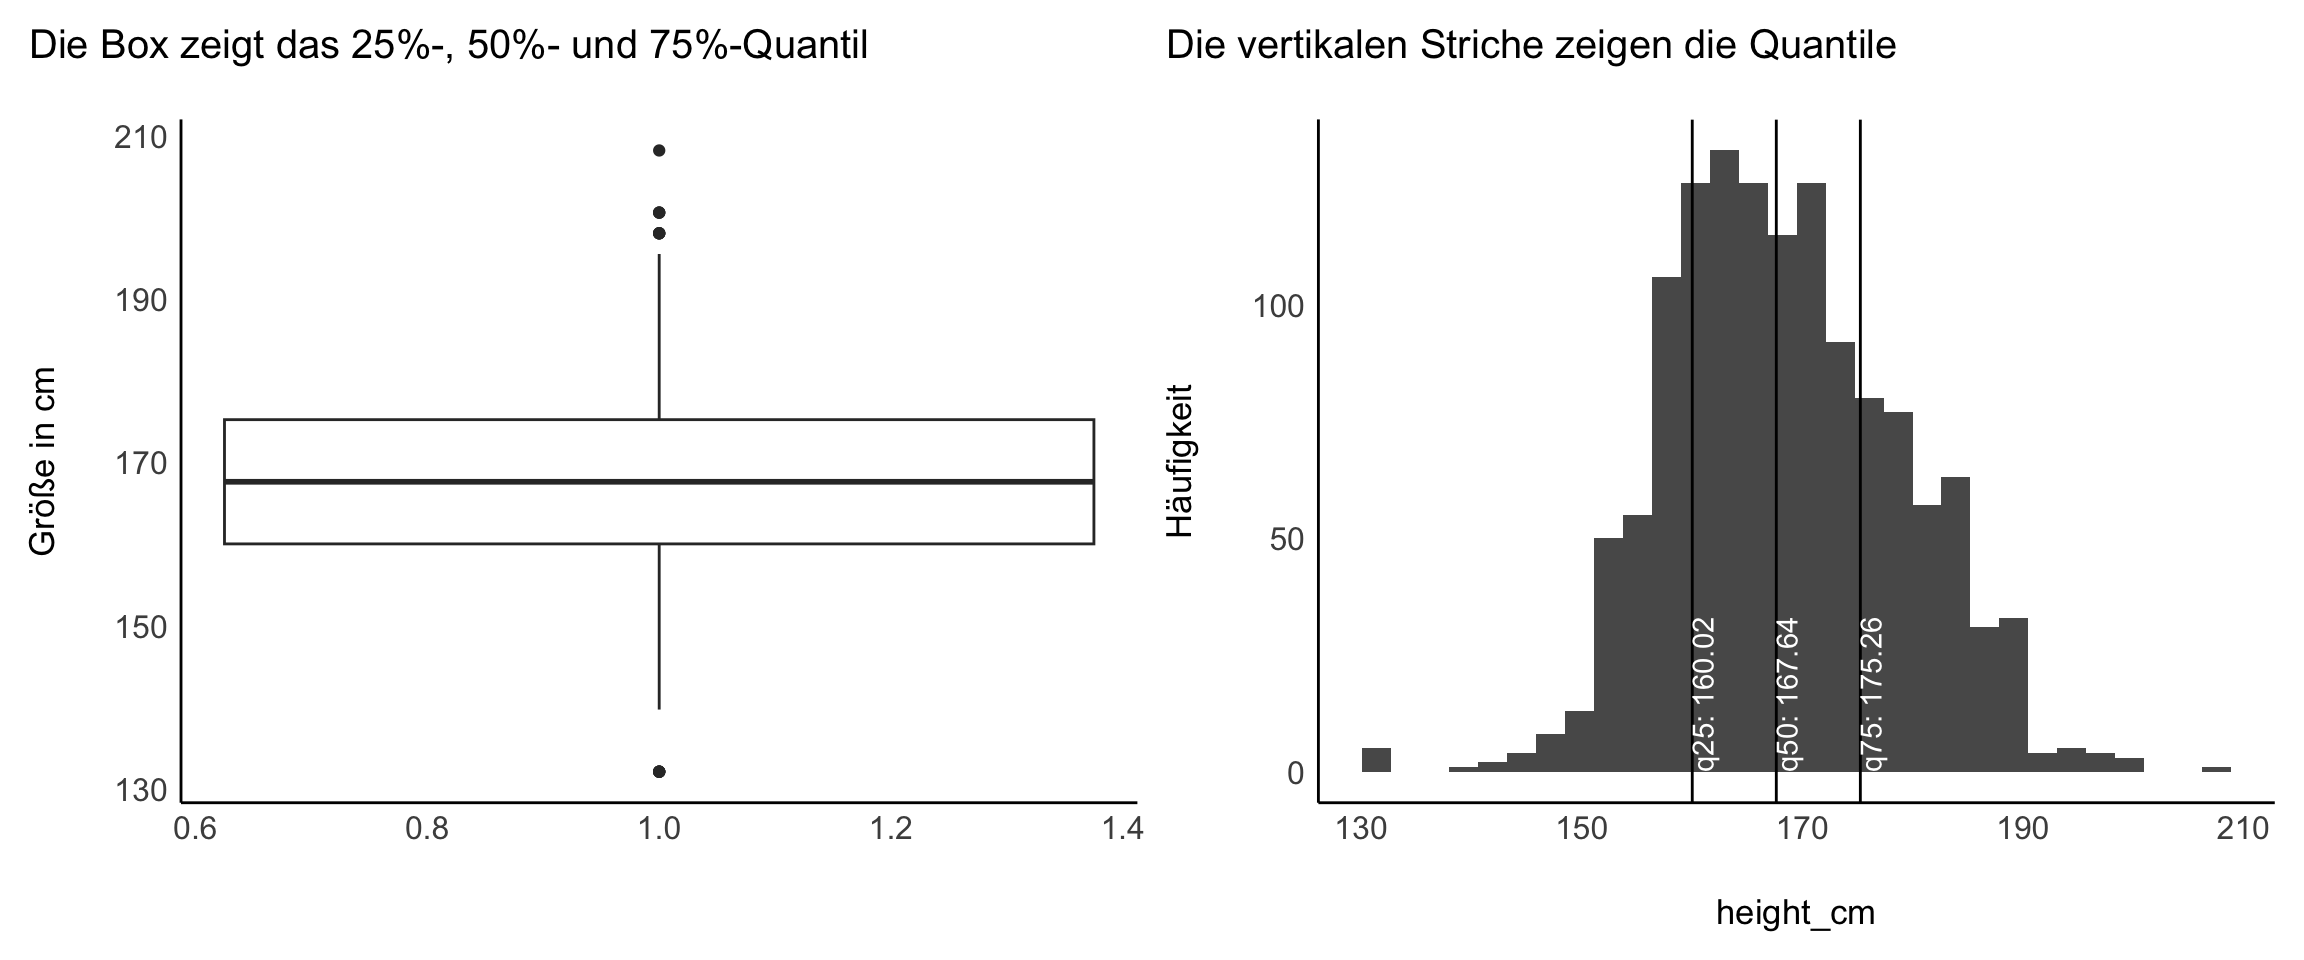 Die Box zeigt das 25%-, 50%- und 75%-Quantil
Größe in cm
210
190
170
150
130
0.6 0.8 1.0 1.2 1.4
Die vertikalen Striche zeigen die Quantile
Häufigkeit
100
50
0
q25: 160.02
q50: 167.64
q75: 175.26
130 150 170 190 210
height_cm